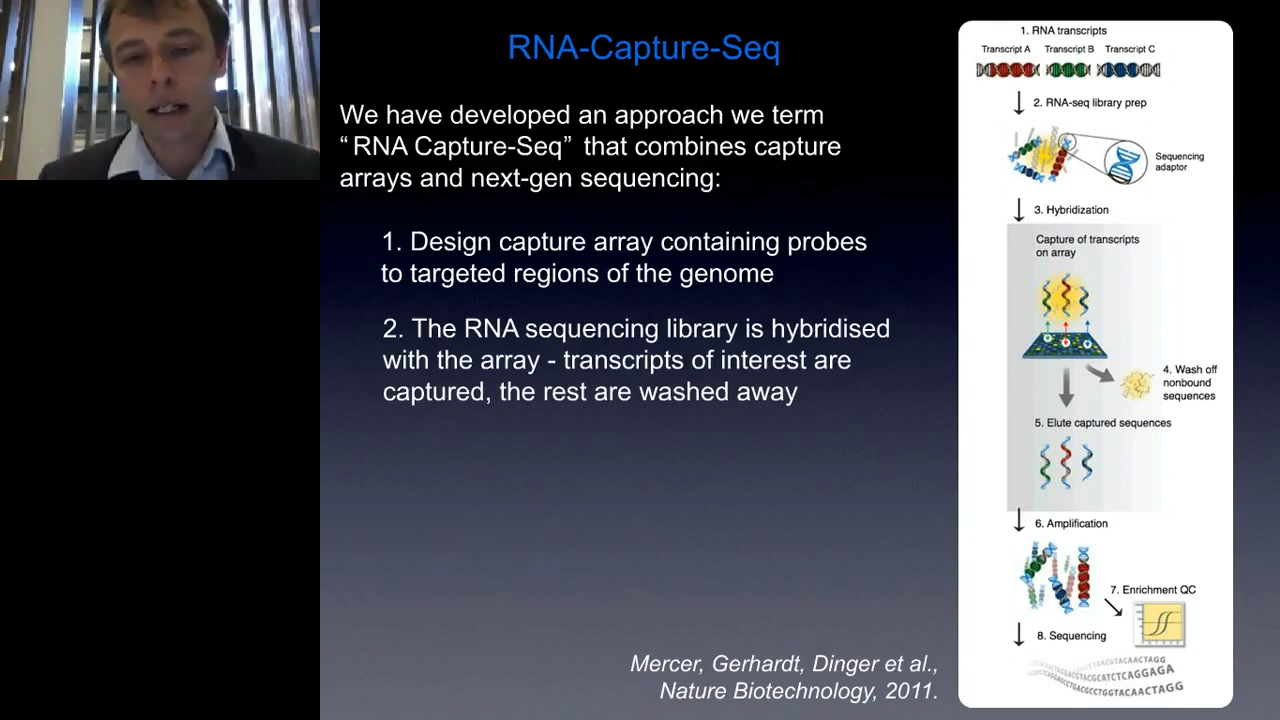 RNA-Capture-Seq
We have developed an approach we term
“RNA Capture-Seq” that combines capture
arrays and next-gen sequencing:
1. Design capture array containing probes
to targeted regions of the genome
2. The RNA sequencing library is hybridised
with the array - transcripts of interest are
captured, the rest are washed away
Mercer, Gerhardt, Dinger et al.,
Nature Biotechnology, 2011.
1. RNA transcripts
Transcript A Transcript B Transcript C
2. RNA-seq library prep
Sequencing
adaptor
3. Hybridization
Capture of transcripts
on array
4. Wash off
nonbound
sequences
5. Elute captured sequences
6. Amplification
7. Enrichment QC
8. Sequencing